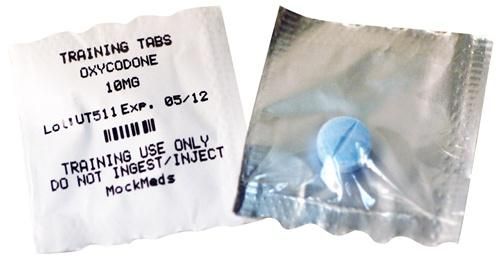 TRAINING TABS
OXYCODONE
10MG
Lot:UT511 Exp. 05/12
TRAINING USE ONLY
DO NOT INGEST/INJECT
MockMeds